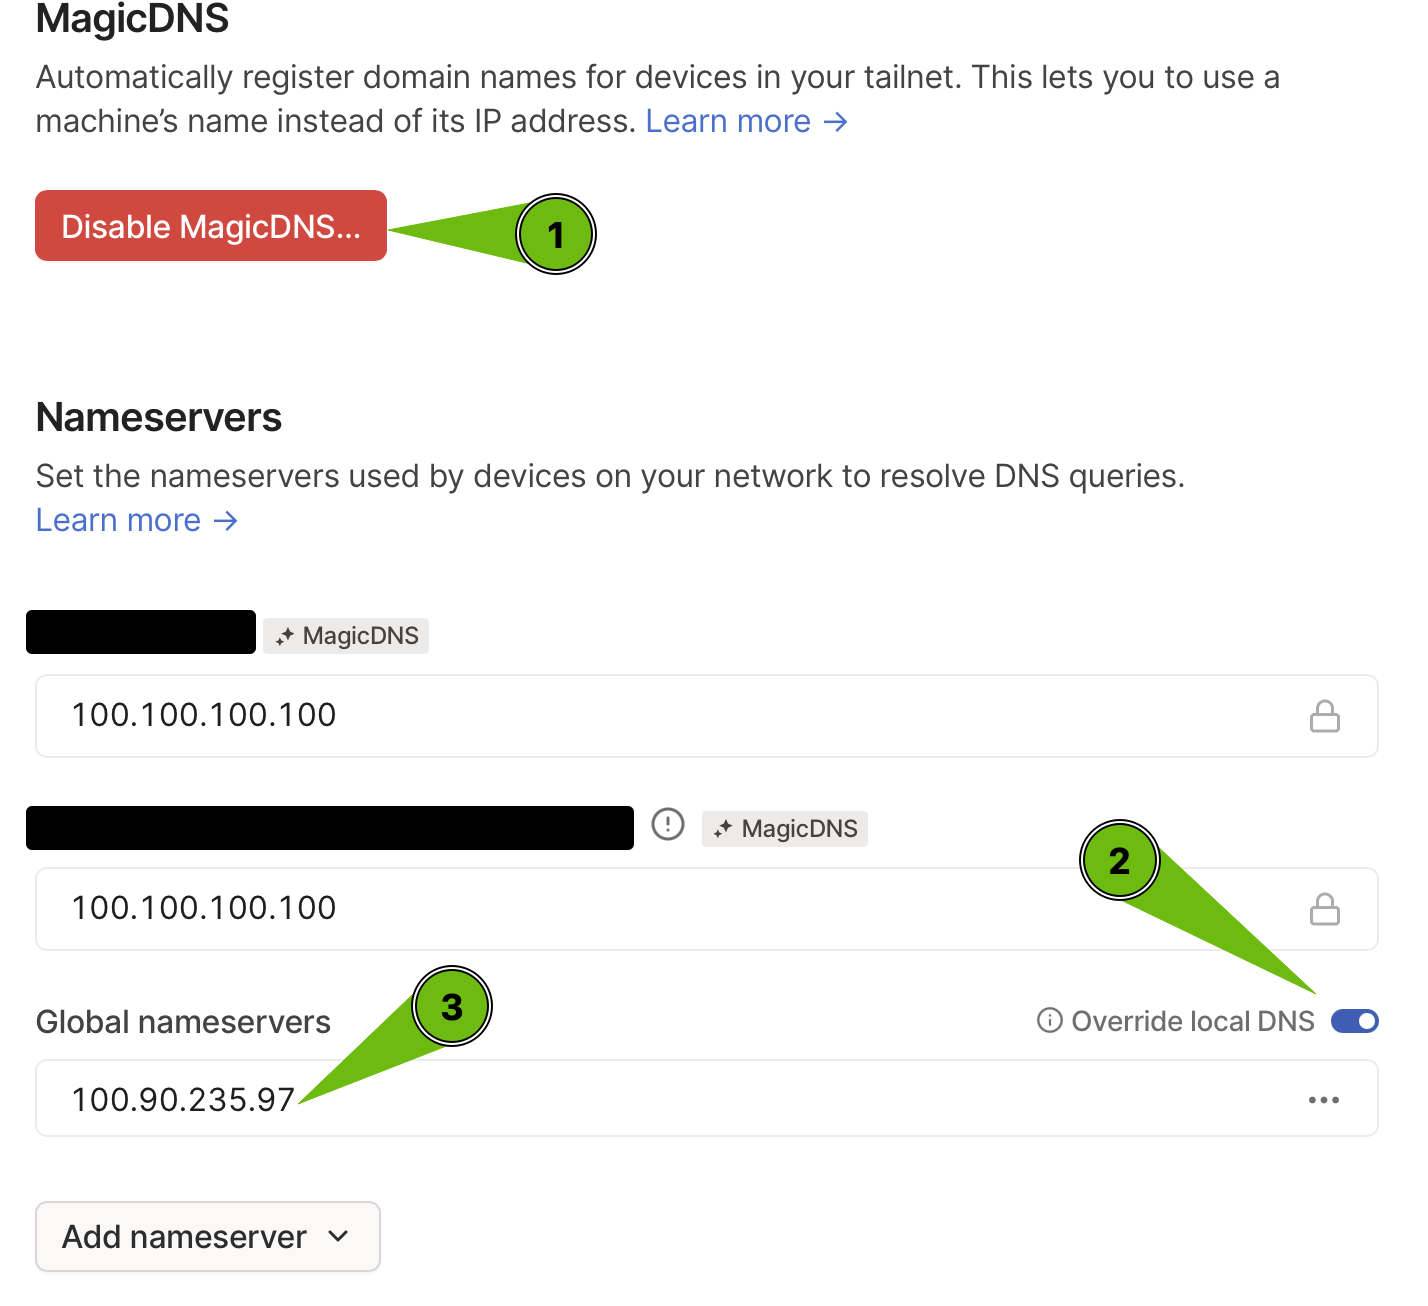 MagicDNS
Automatically register domain names for devices in your tailnet. This lets you to use a
machine’s name instead of its IP address. Learn more →
Disable MagicDNS...
1
Nameservers
Set the nameservers used by devices on your network to resolve DNS queries.
Learn more →
MagicDNS
100.100.100.100
MagicDNS
100.100.100.100
2
3
Global nameservers
Override local DNS
100.90.235.97
Add nameserver